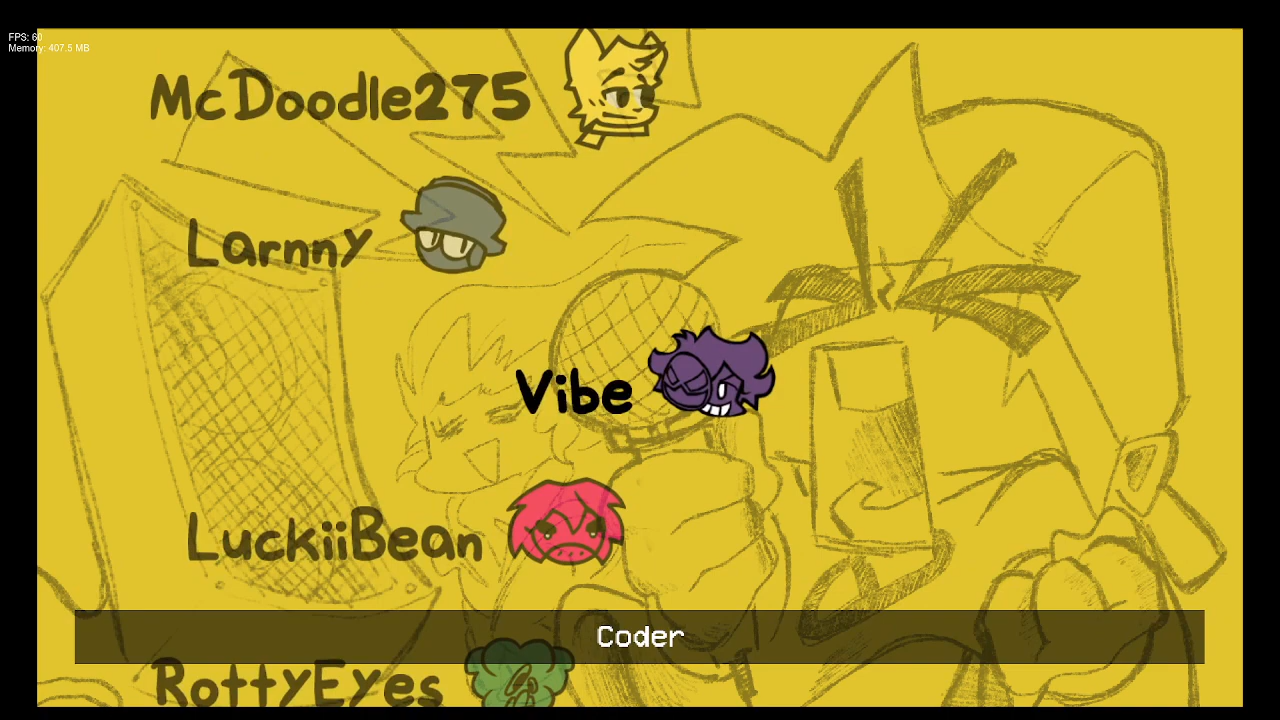 FPS: 60
Memory: 407.5 MB
McDoodle275
Larnny
Vibe
LuckiiBean
Coder
RottyEyes